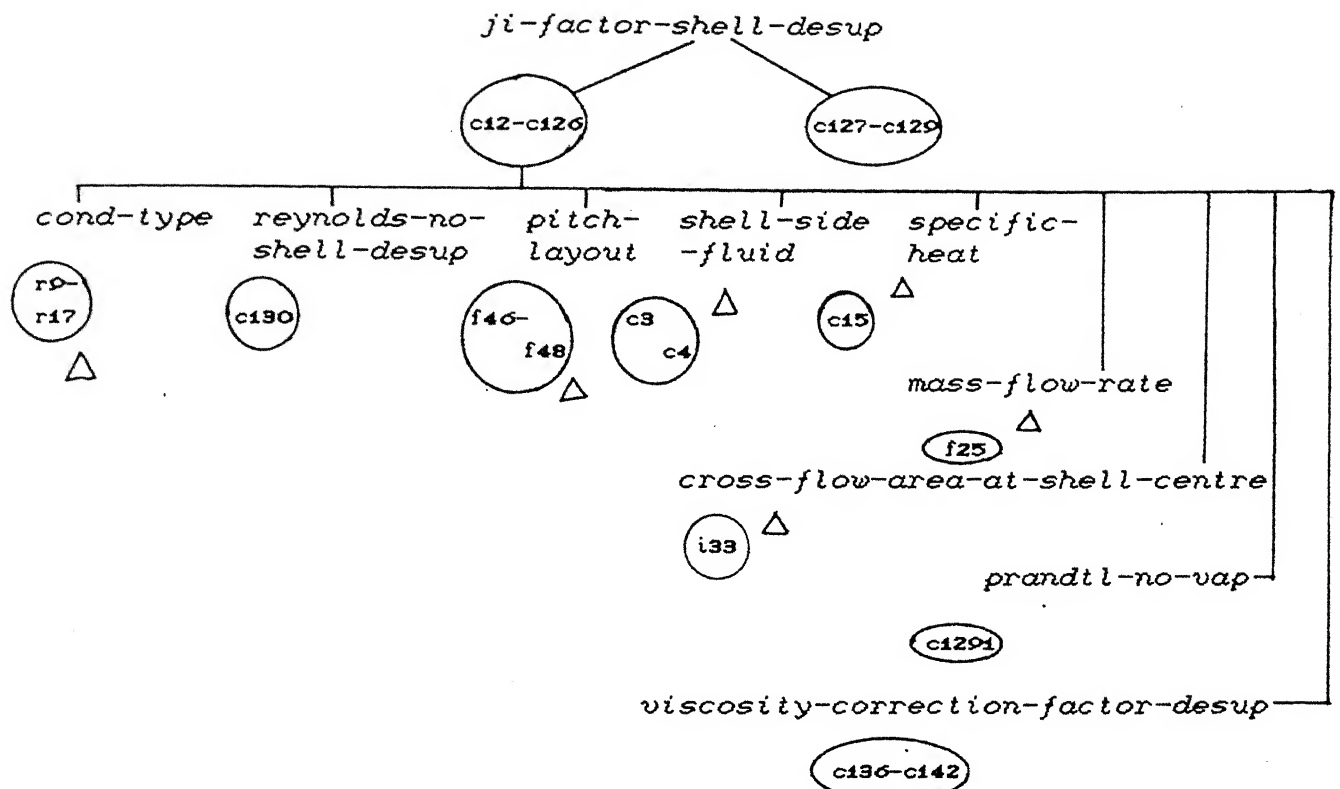 ji-factor-shell-desup
c12-c126
c127-c129
cond-type
reynolds-no-
shell-desup
pitch-
layout
shell-side
-fluid
specific-
heat
r9-
r17
c130
f46-
f48
c3
c4
c15
mass-flow-rate
f25
cross-flow-area-at-shell-centre
i33
prandtl-no-vap
c1291
viscosity-correction-factor-desup
c136-c142